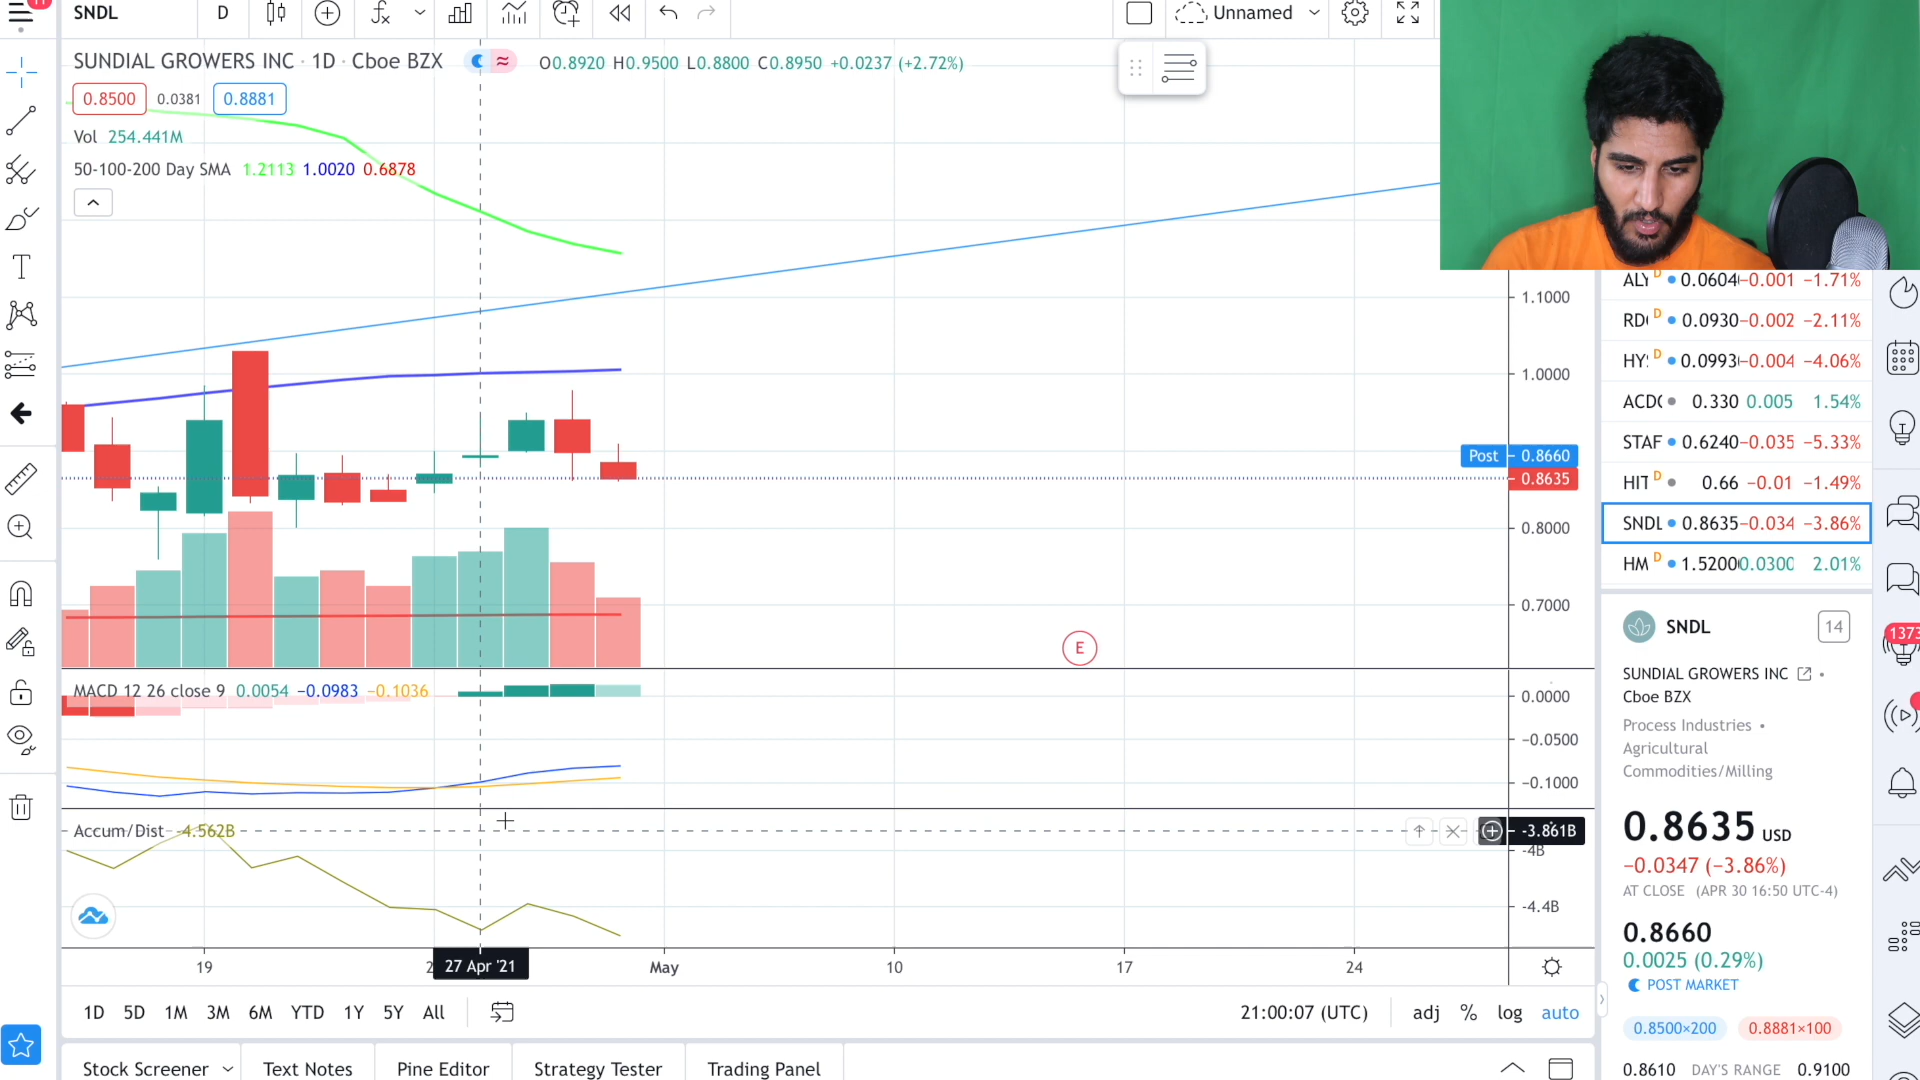 11
SNDL D Unnamed
SUNDIAL GROWERS INC · 1D · Cboe BZX O0.8920 H0.9500 L0.8800 C0.8950 +0.0237 (+2.72%)
0.8500 0.0381 0.8881
Vol 254.441M
50-100-200 Day SMA 1.2113 1.0020 0.6878
1.1000
1.0000
Post 0.8660
0.8635
0.8000
0.7000
E
MACD 12 26 close 9 0.0054 −0.0983 −0.1036
0.0000
−0.0500
−0.1000
Accum/Dist −4.562B
-3.861B
-4B
-4.4B
19 27 Apr '21 May 10 17 24
1D 5D 1M 3M 6M YTD 1Y 5Y All 21:00:07 (UTC) adj % log auto
Stock Screener Text Notes Pine Editor Strategy Tester Trading Panel
ALY D 0.0604 −0.001 −1.71%
RD D 0.0930 −0.002 −2.11%
HY D 0.0993 −0.004 −4.06%
ACD 0.330 0.005 1.54%
STAF 0.6240 −0.035 −5.33%
HIT D 0.66 −0.01 −1.49%
SNDL 0.8635 −0.034 −3.86%
HM D 1.5200 0.0300 2.01%
SNDL 14
SUNDIAL GROWERS INC •
Cboe BZX
Process Industries •
Agricultural
Commodities/Milling
0.8635 USD
−0.0347 (−3.86%)
AT CLOSE (APR 30 16:50 UTC-4)
0.8660
0.0025 (0.29%)
POST MARKET
0.8500×200 0.8881×100
0.8610 DAY'S RANGE 0.9100
1373